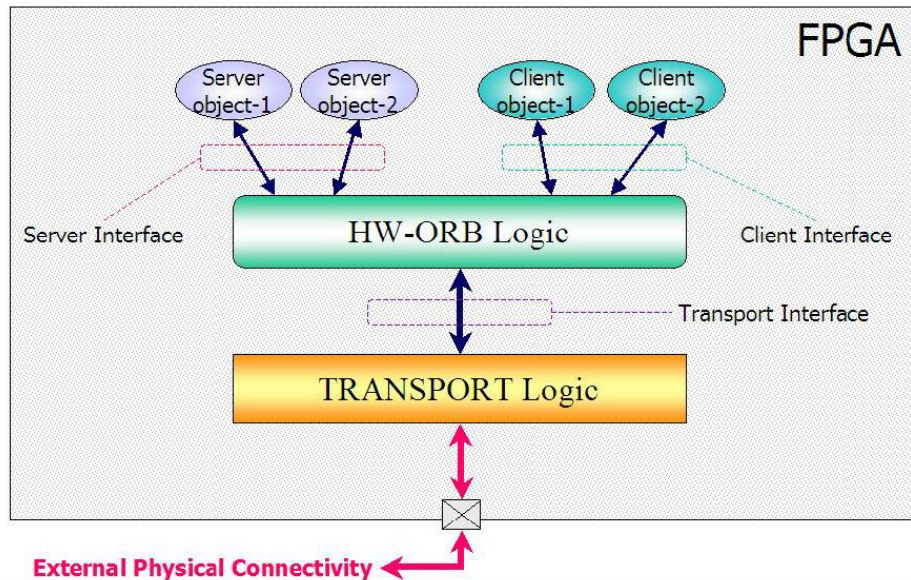 FPGA
Server
object-1
Server
object-2
Client
object-1
Client
object-2
Server Interface
HW-ORB Logic
Client Interface
Transport Interface
TRANSPORT Logic
External Physical Connectivity